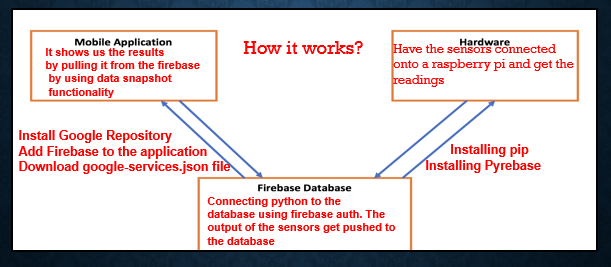 How it works?
Mobile Application
It shows us the results
by pulling it from the firebase
by using data snapshot
functionality
Hardware
Have the sensors connected
onto a raspberry pi and get the
readings
Install Google Repository
Add Firebase to the application
Download google-services.json file
Installing pip
Installing Pyrebase
Firebase Database
Connecting python to the
database using firebase auth. The
output of the sensors get pushed to
the database